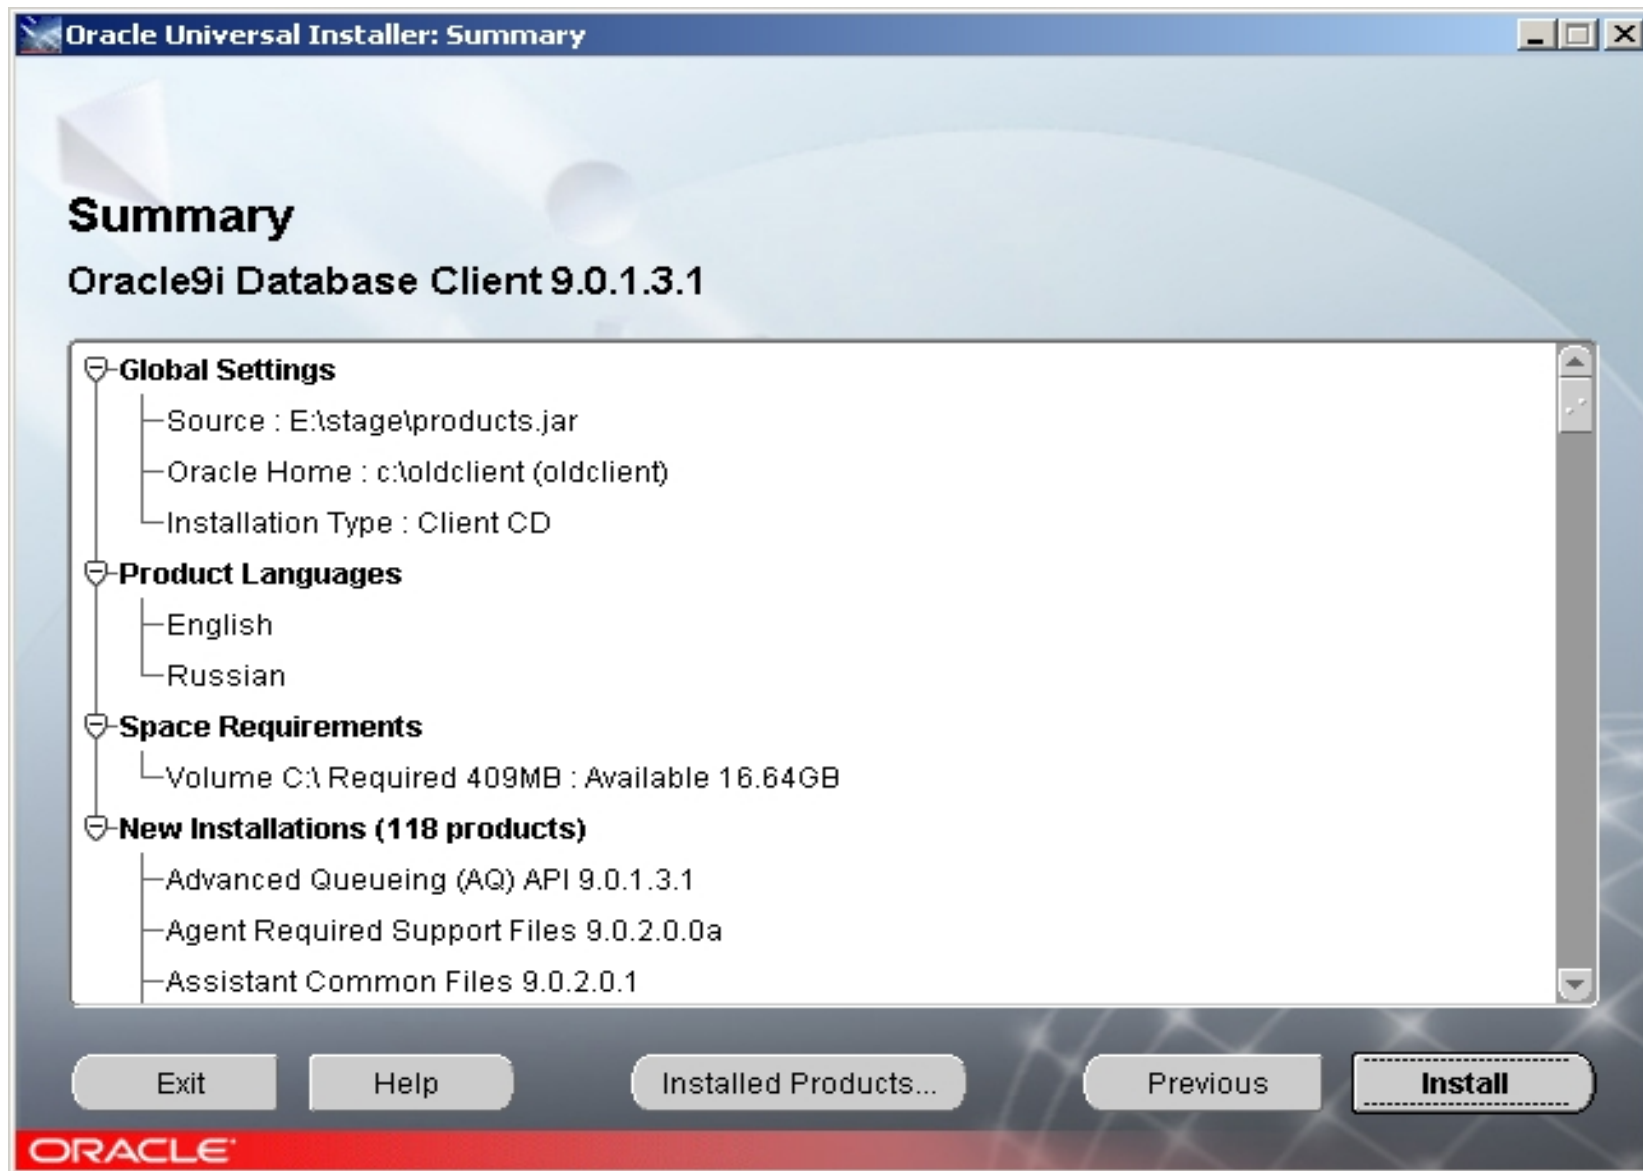 Oracle Universal Installer: Summary
Summary
Oracle9i Database Client 9.0.1.3.1
Global Settings
Source : E:\stage\products.jar
Oracle Home : c:\oldclient (oldclient)
Installation Type : Client CD
Product Languages
English
Russian
Space Requirements
Volume C:\ Required 409MB : Available 16.64GB
New Installations (118 products)
Advanced Queueing (AQ) API 9.0.1.3.1
Agent Required Support Files 9.0.2.0.0a
Assistant Common Files 9.0.2.0.1
Exit Help Installed Products... Previous Install
ORACLE